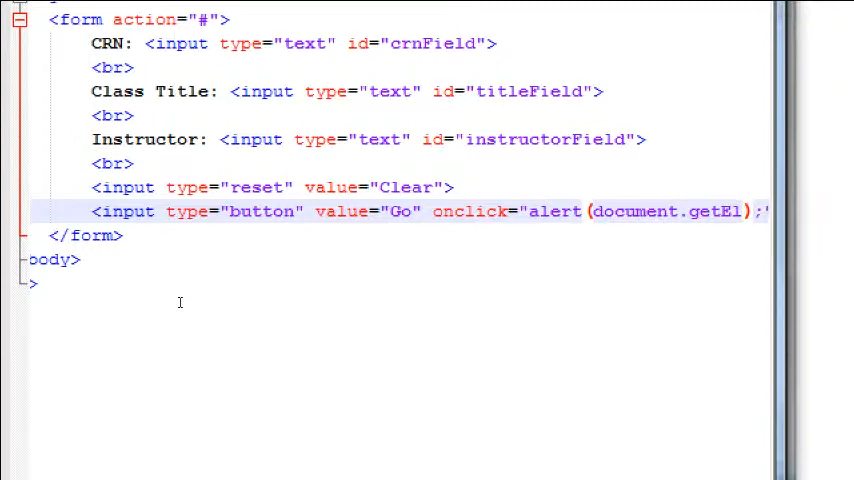 <form action="#">
CRN: <input type="text" id="crnField">
<br>
Class Title: <input type="text" id="titleField">
<br>
Instructor: <input type="text" id="instructorField">
<br>
<input type="reset" value="Clear">
<input type="button" value="Go" onclick="alert(document.getEl);"
</form>
body>
>